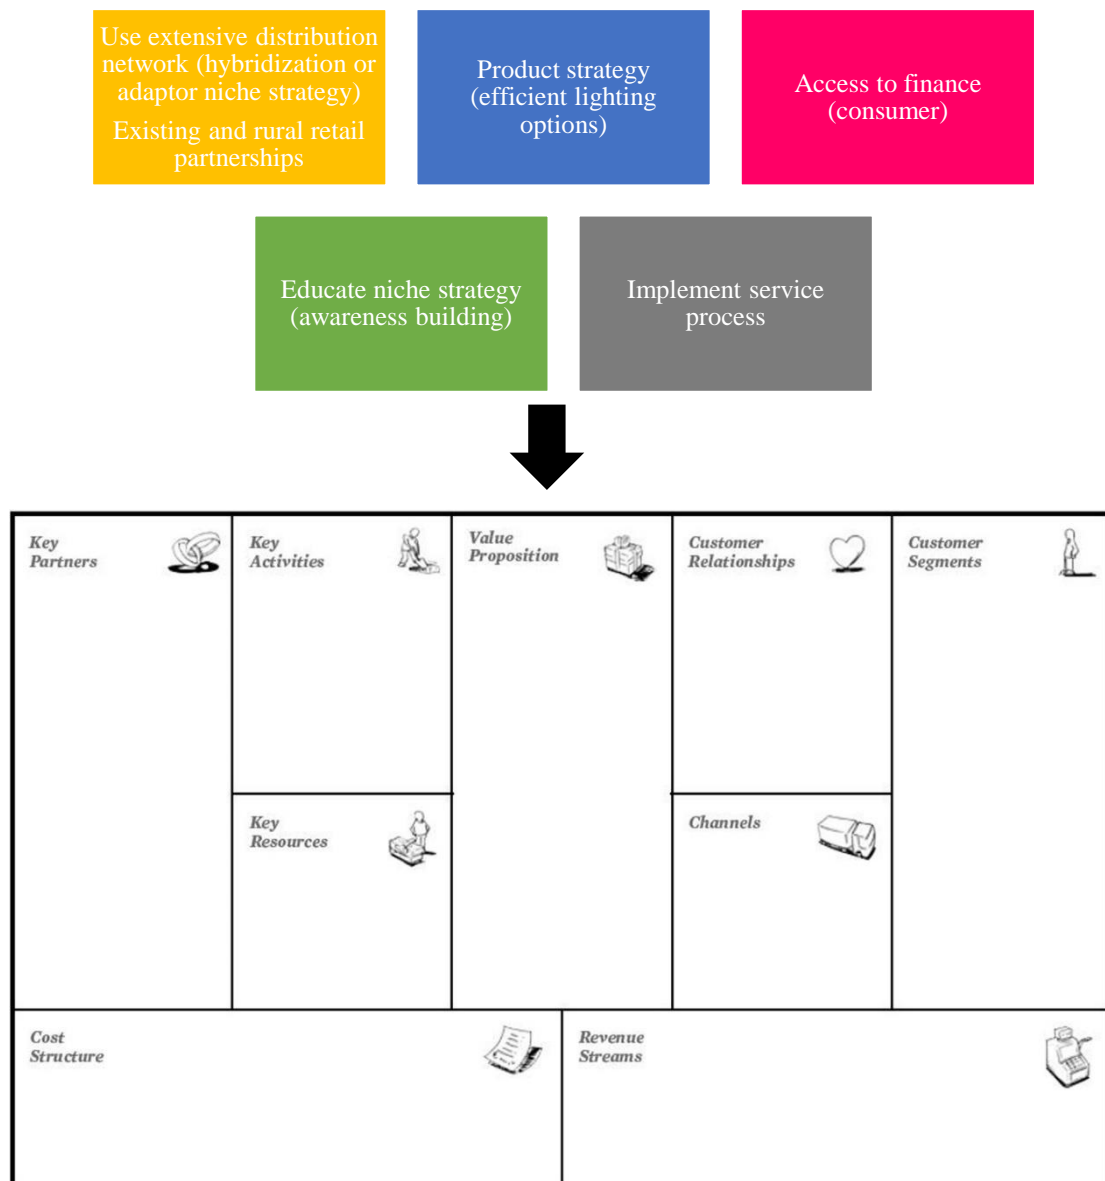 Use extensive distribution
network (hybridization or
adaptor niche strategy)
Existing and rural retail
partnerships
Product strategy
(efficient lighting
options)
Access to finance
(consumer)
Educate niche strategy
(awareness building)
Implement service
process
Key
Partners
Key
Activities
Value
Proposition
Customer
Relationships
Customer
Segments
Key
Resources
Channels
Cost
Structure
Revenue
Streams